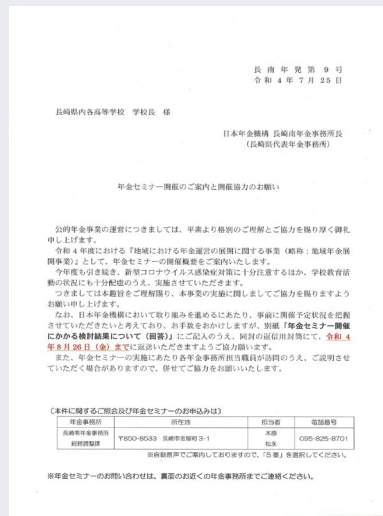 長南年発第9号
令和4年7月25日
長崎県内各高等学校 学校長 様
日本年金機構 長崎南年金事務所長
(長崎県代表年金事務所)
年金セミナー開催のご案内と開催協力のお願い
公的年金事業の運営につきましては、平素より格別のご理解とご協力を賜り厚く御礼
申し上げます。
令和4年度における『地域における年金運営の展開に関する事業(略称:地域年金展
開事業)』として、年金セミナーの開催概要をご案内いたします。
今年度も引き続き、新型コロナウイルス感染症対策に十分注意するほか、学校教育活
動の状況にも十分配慮のうえ、実施させていただきます。
つきましては本趣旨をご理解賜り、本事業の実施に関しましてご協力を賜りますよう
お願い申し上げます。
なお、日本年金機構において取り組みを進めるにあたり、事前に開催予定状況を把握
させていただきたいと考えており、お手数をおかけしますが、別紙「年金セミナー開催
にかかる検討結果について(回答)」にご記入のうえ、同封の返信用封筒にて、令和4
年8月26日(金)までに返送いただきますようご協力願います。
また、年金セミナーの実施にあたり各年金事務所担当職員が訪問のうえ、ご説明させ
ていただく場合がありますので、併せてご協力をお願いいたします。
〔本件に関するご照会及び年金セミナーのお申込みは〕
年金事務所 所在地 担当者 電話番号
長崎南年金事務所
総務調整課 〒850-8533 長崎市金屋町3-1 木藤
松永 095-825-8701
※自動音声でご案内しておりますので、「5番」を選択してください。
※年金セミナーのお問い合わせは、裏面のお近くの年金事務所までご連絡ください。